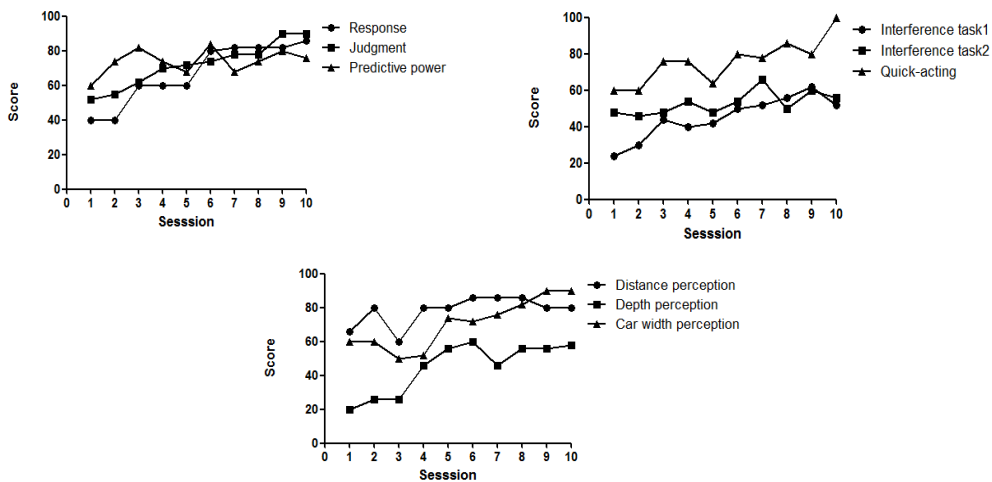 100
80
60
40
20
0
Score
0 1 2 3 4 5 6 7 8 9 10
Sesssion
Response
Judgment
Predictive power
100
80
60
40
20
0
Score
0 1 2 3 4 5 6 7 8 9 10
Sesssion
Interference task1
Interference task2
Quick-acting
100
80
60
40
20
0
Score
0 1 2 3 4 5 6 7 8 9 10
Sesssion
Distance perception
Depth perception
Car width perception